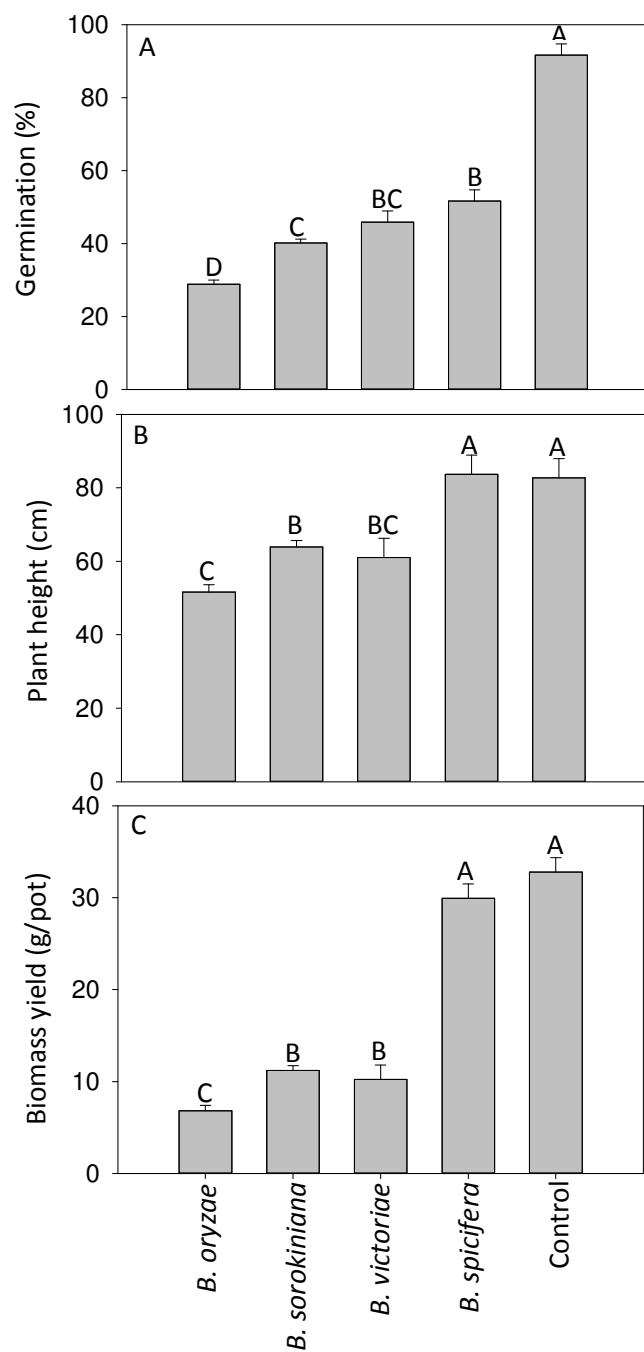 100
80
60
40
20
0
Germination (%)
A
D
C
BC
B
A
100
80
60
40
20
0
Plant height (cm)
B
C
B
BC
A
A
40
30
20
10
0
Biomass yield (g/pot)
C
C
B
B
A
A
B. oryzae
B. sorokiniana
B. victoriae
B. spicifera
Control